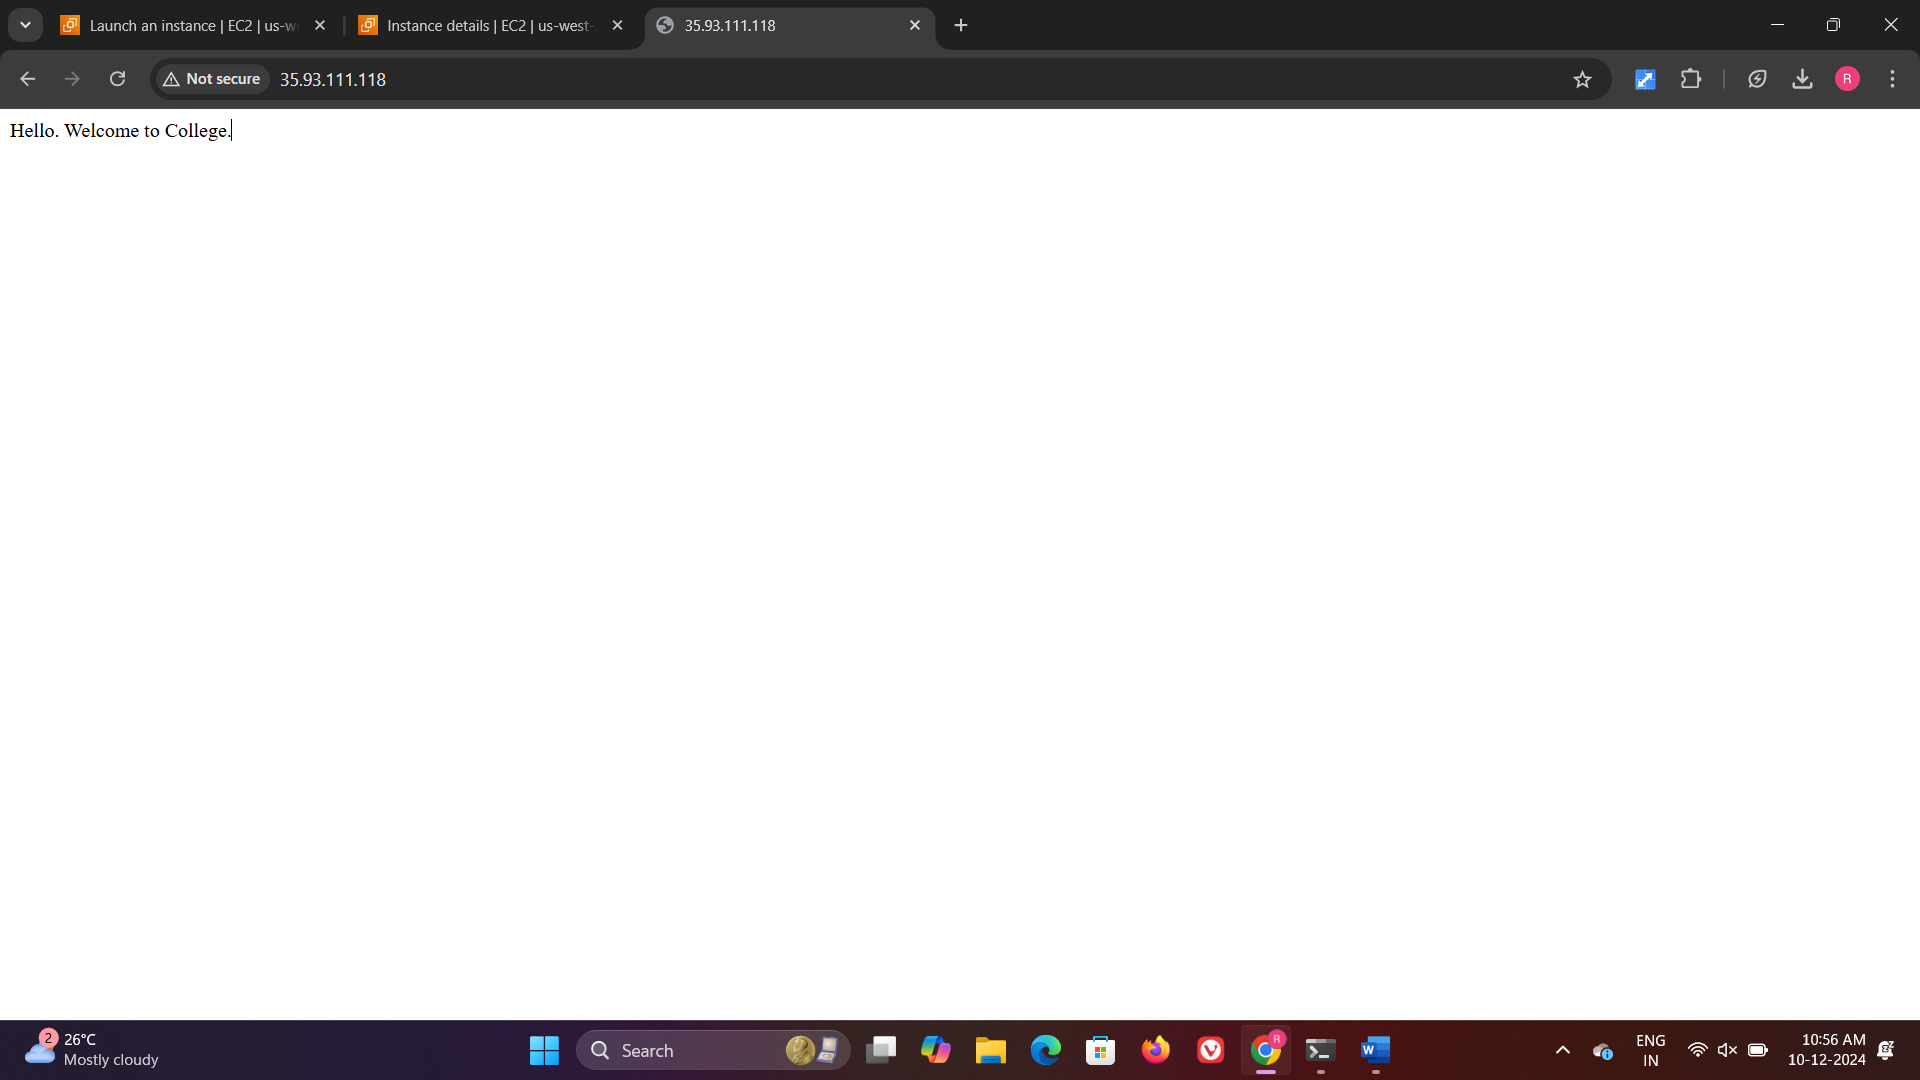 Launch an instance | EC2 | us-w
Instance details | EC2 | us-west-
35.93.111.118
Not secure
35.93.111.118
R
Hello. Welcome to College.
2
26°C
Mostly cloudy
Search
R
W
ENG
IN
10:56 AM
10-12-2024